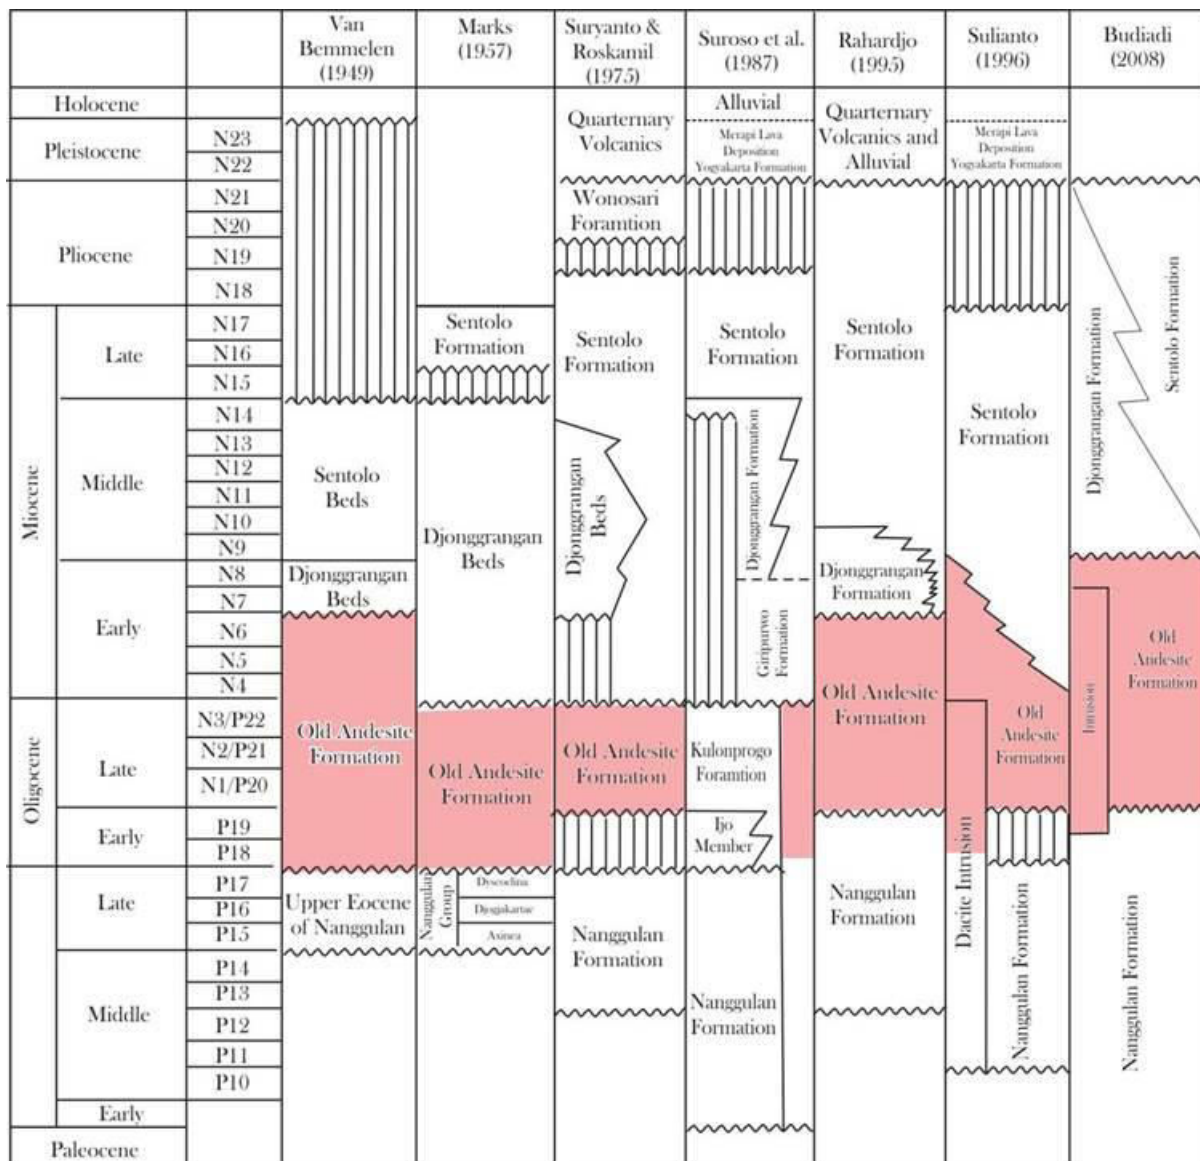 Van
Bemmelen
(1949)
Marks
(1957)
Suryanto &
Roskamil
(1975)
Suroso et al.
(1987)
Rahardjo
(1995)
Sulianto
(1996)
Budiadi
(2008)
Holocene
Pleistocene
Pliocene
Miocene
Late
Middle
Early
Oligocene
Late
Early
Late
Middle
Early
Paleocene
N23
N22
N21
N20
N19
N18
N17
N16
N15
N14
N13
N12
N11
N10
N9
N8
N7
N6
N5
N4
N3/P22
N2/P21
N1/P20
P19
P18
P17
P16
P15
P14
P13
P12
P11
P10
Sentolo
Beds
Djonggrangan
Beds
Old Andesite
Formation
Upper Eocene
of Nanggulan
Sentolo
Formation
Djonggrangan
Beds
Old Andesite
Formation
Nanggulan
Group
Dyscoclina
Djogjakartae
Axinea
Quarternary
Volcanics
Wonosari
Foramtion
Sentolo
Formation
Djonggrangan
Beds
Old Andesite
Formation
Nanggulan
Formation
Alluvial
Merapi Lava
Deposition
Yogyakarta Formation
Sentolo
Formation
Djonggrangan Formation
Giripurwo
Formation
Kulonprogo
Foramtion
Ijo
Member
Nanggulan
Formation
Quarternary
Volcanics and
Alluvial
Sentolo
Formation
Djonggrangan
Formation
Old Andesite
Formation
Nanggulan
Formation
Merapi Lava
Deposition
Yogyakarta Formation
Sentolo
Formation
Old
Andesite
Formation
Dacite Intrusion
Nanggulan Formation
Djonggrangan Formation
Sentolo Formation
Intrusion
Old
Andesite
Formation
Nanggulan Formation